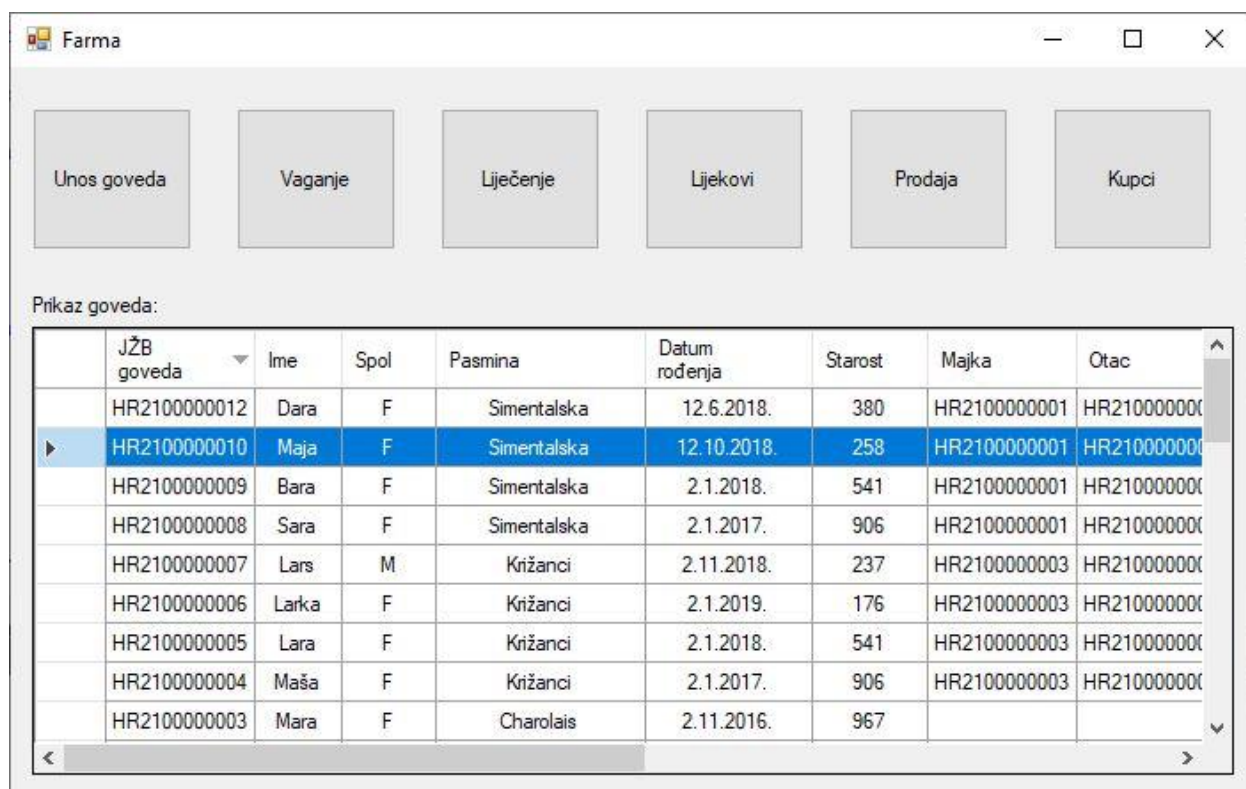 Farma
Unos goveda Vaganje Liječenje Lijekovi Prodaja Kupci
Prikaz goveda:
JŽB goveda Ime Spol Pasmina Datum rođenja Starost Majka Otac
HR2100000012 Dara F Simentalska 12.6.2018. 380 HR2100000001
HR2100000010 Maja F Simentalska 12.10.2018. 258 HR2100000001
HR2100000009 Bara F Simentalska 2.1.2018. 541 HR2100000001
HR2100000008 Sara F Simentalska 2.1.2017. 906 HR2100000001
HR2100000007 Lars M Križanci 2.11.2018. 237 HR2100000003
HR2100000006 Larka F Križanci 2.1.2019. 176 HR2100000003
HR2100000005 Lara F Križanci 2.1.2018. 541 HR2100000003
HR2100000004 Maša F Križanci 2.1.2017. 906 HR2100000003
HR2100000003 Mara F Charolais 2.11.2016. 967